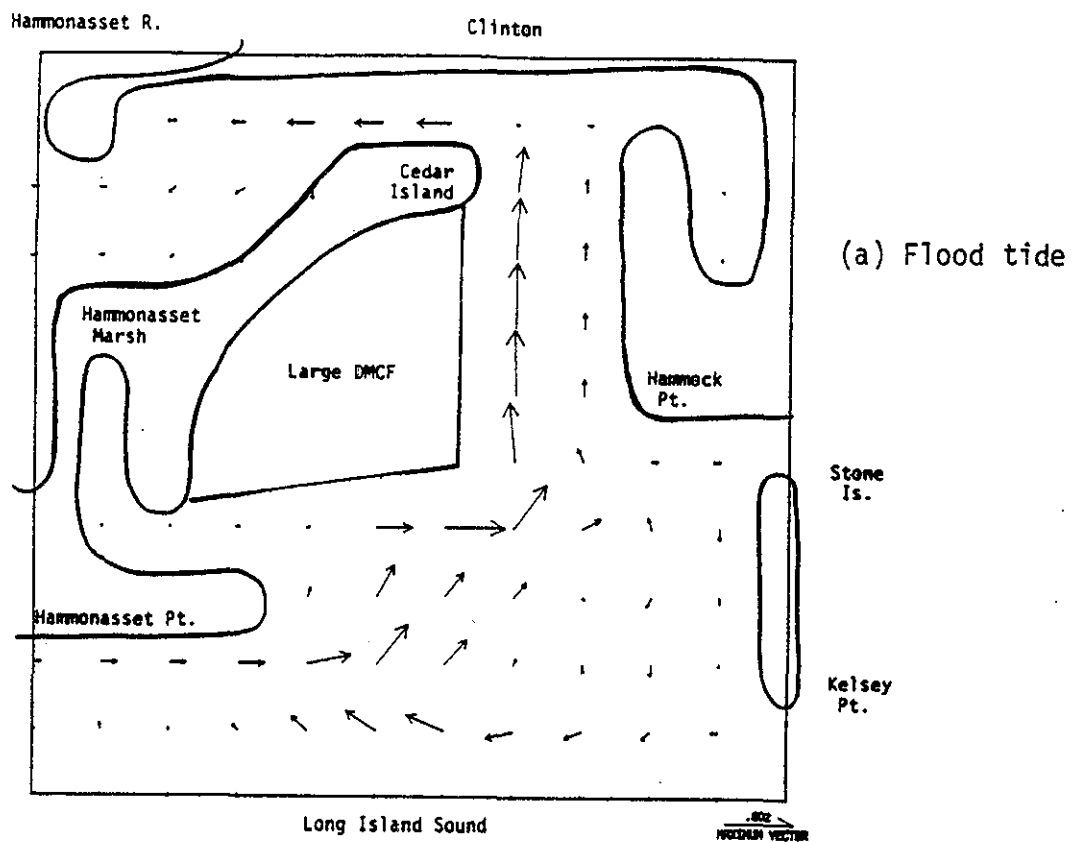 Hammonasset R.
Clinton
Cedar
Island
(a) Flood tide
Hammonasset
Marsh
Large DMCF
Hammock
Pt.
Stone
Is.
Hammonasset Pt.
Kelsey
Pt.
Long Island Sound
.802
MAXIMUM VECTOR